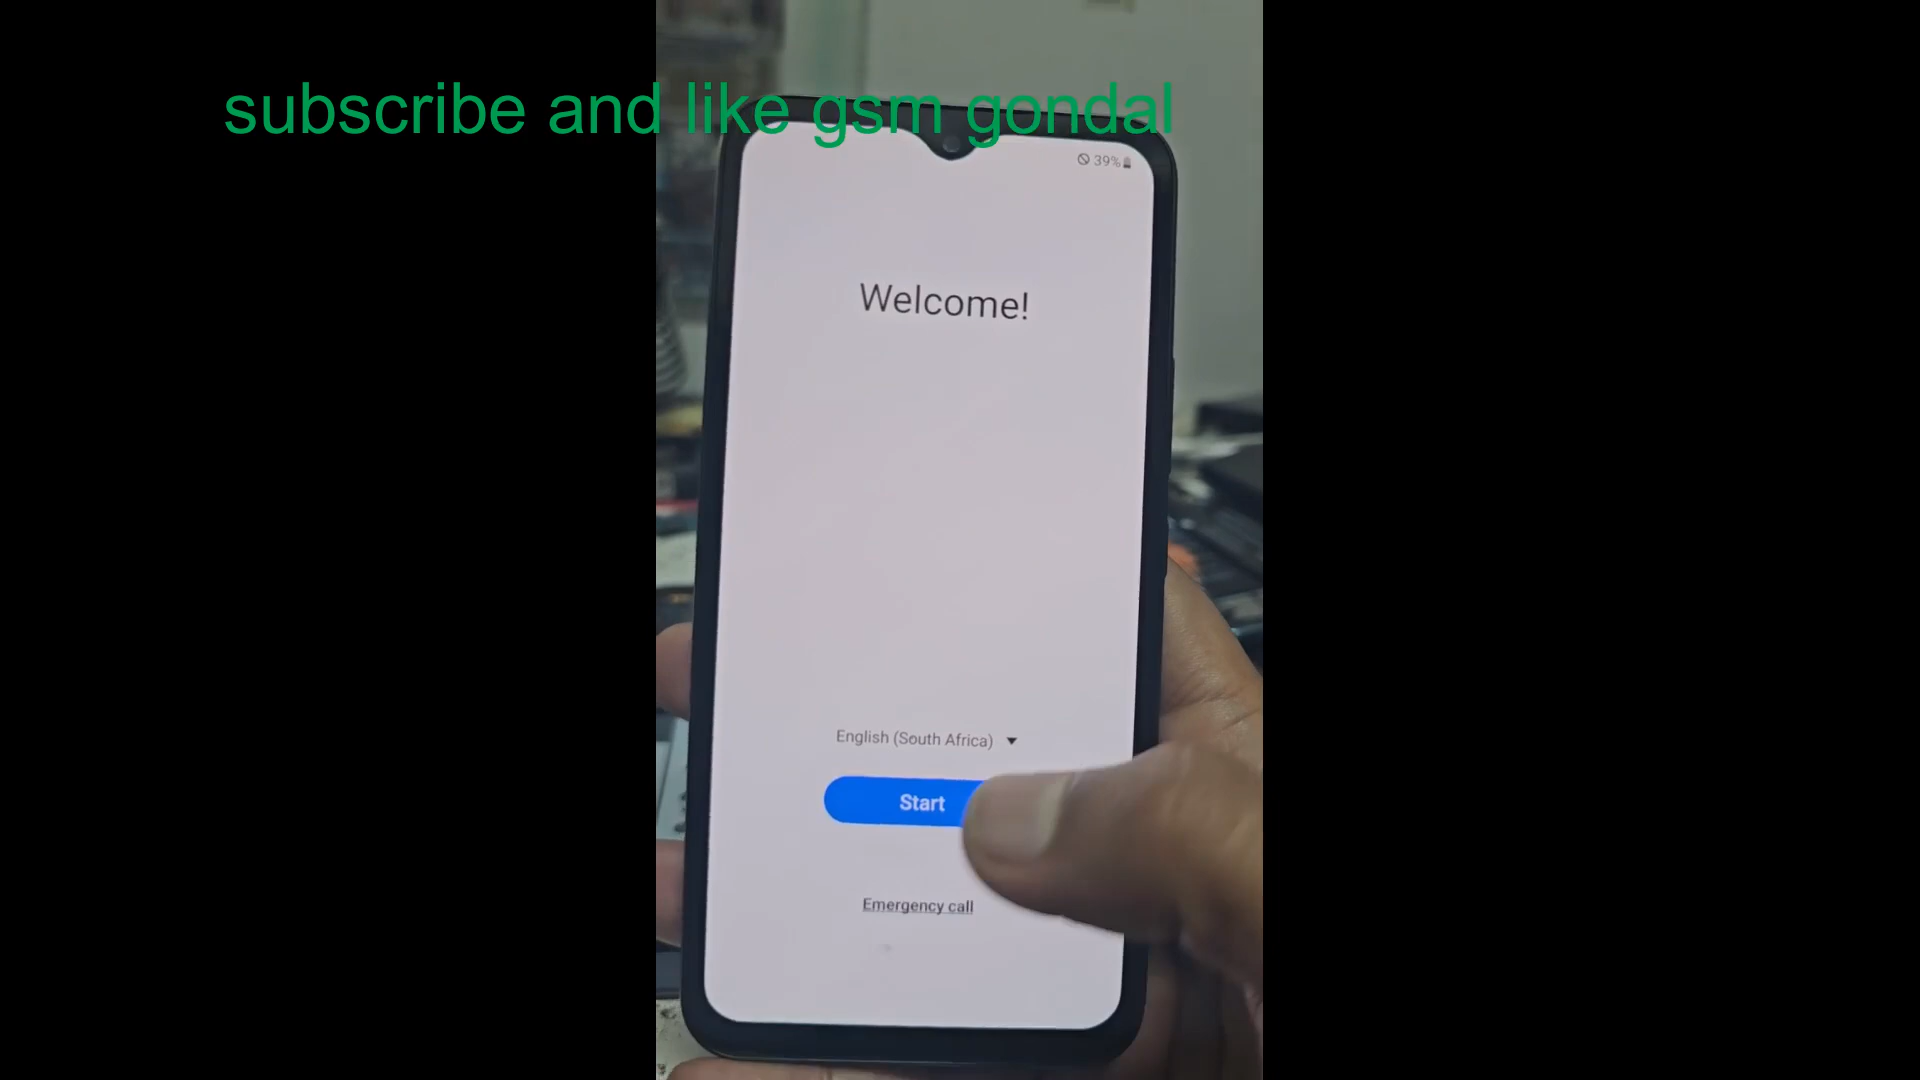 subscribe and like gsm gondal
39%
Welcome!
English (South Africa)
Start
Emergency call